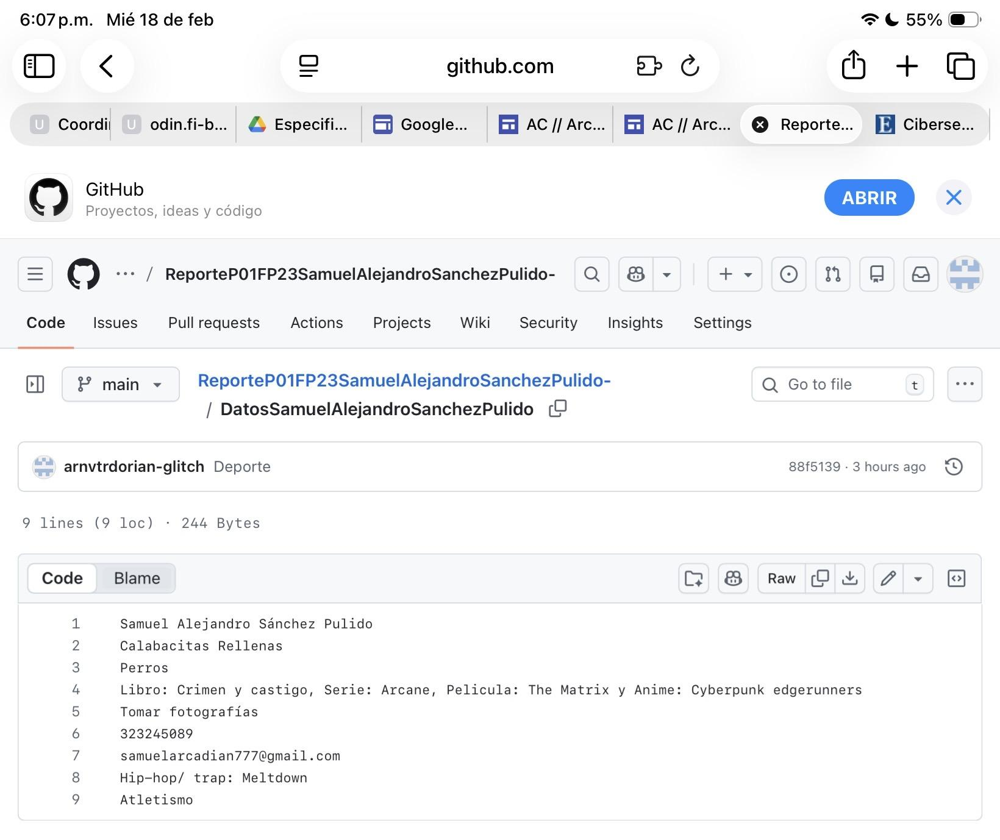 6:07 p.m. Mié 18 de feb
55%
github.com
Coordi
odin.fi-b...
Especifi...
Google...
AC // Arc...
AC // Arc...
Reporte...
Ciberse...
GitHub
Proyectos, ideas y código
ABRIR
... / ReporteP01FP23SamuelAlejandroSanchezPulido-
Code Issues Pull requests Actions Projects Wiki Security Insights Settings
main
ReporteP01FP23SamuelAlejandroSanchezPulido-
/ DatosSamuelAlejandroSanchezPulido
Go to file t
arnvtrdorian-glitch Deporte
88f5139 · 3 hours ago
9 lines (9 loc) · 244 Bytes
Code Blame
Raw
1 Samuel Alejandro Sánchez Pulido
2 Calabacitas Rellenas
3 Perros
4 Libro: Crimen y castigo, Serie: Arcane, Pelicula: The Matrix y Anime: Cyberpunk edgerunners
5 Tomar fotografías
6 323245089
7 samuelarcadian777@gmail.com
8 Hip-hop/ trap: Meltdown
9 Atletismo